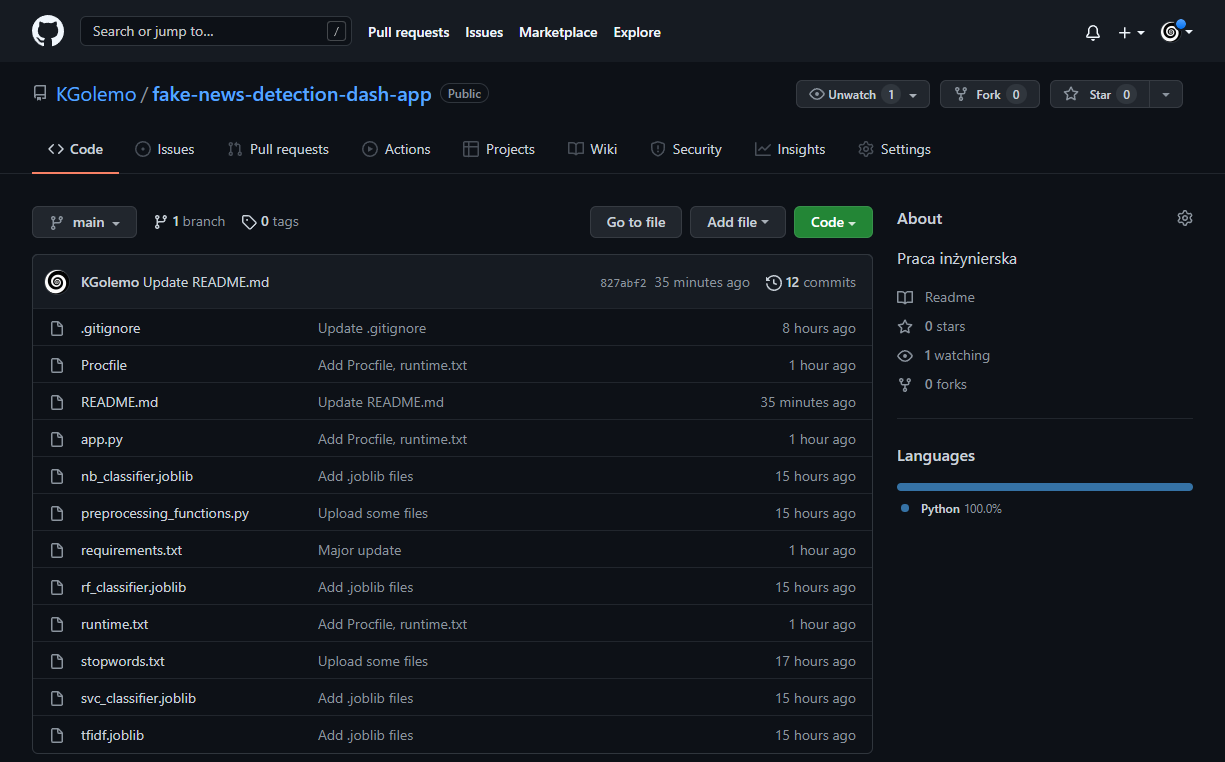 Search or jump to... /
Pull requests Issues Marketplace Explore
KGolemo / fake-news-detection-dash-app Public
Unwatch 1 Fork 0 Star 0
Code Issues Pull requests Actions Projects Wiki Security Insights Settings
main 1 branch 0 tags
Go to file Add file Code
KGolemo Update README.md 827abf2 35 minutes ago 12 commits
.gitignore Update .gitignore 8 hours ago
Procfile Add Procfile, runtime.txt 1 hour ago
README.md Update README.md 35 minutes ago
app.py Add Procfile, runtime.txt 1 hour ago
nb_classifier.joblib Add .joblib files 15 hours ago
preprocessing_functions.py Upload some files 15 hours ago
requirements.txt Major update 1 hour ago
rf_classifier.joblib Add .joblib files 15 hours ago
runtime.txt Add Procfile, runtime.txt 1 hour ago
stopwords.txt Upload some files 17 hours ago
svc_classifier.joblib Add .joblib files 15 hours ago
tfidf.joblib Add .joblib files 15 hours ago
About
Praca inżynierska
Readme
0 stars
1 watching
0 forks
Languages
Python 100.0%